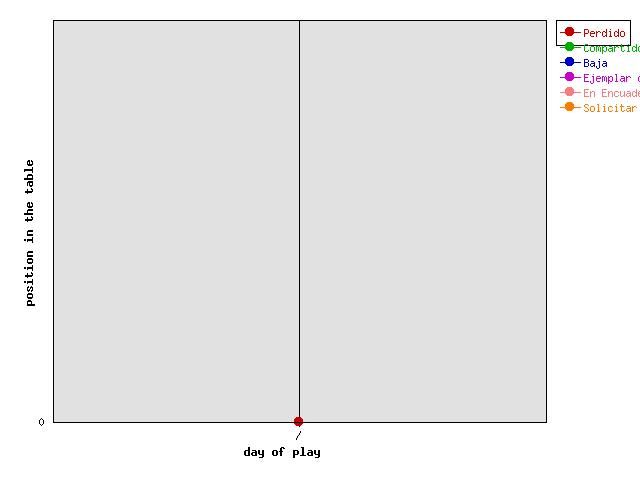 Perdido
Compartido
Baja
Ejemplar
En Encuade
Solicitar
position in the table
0
/
day of play